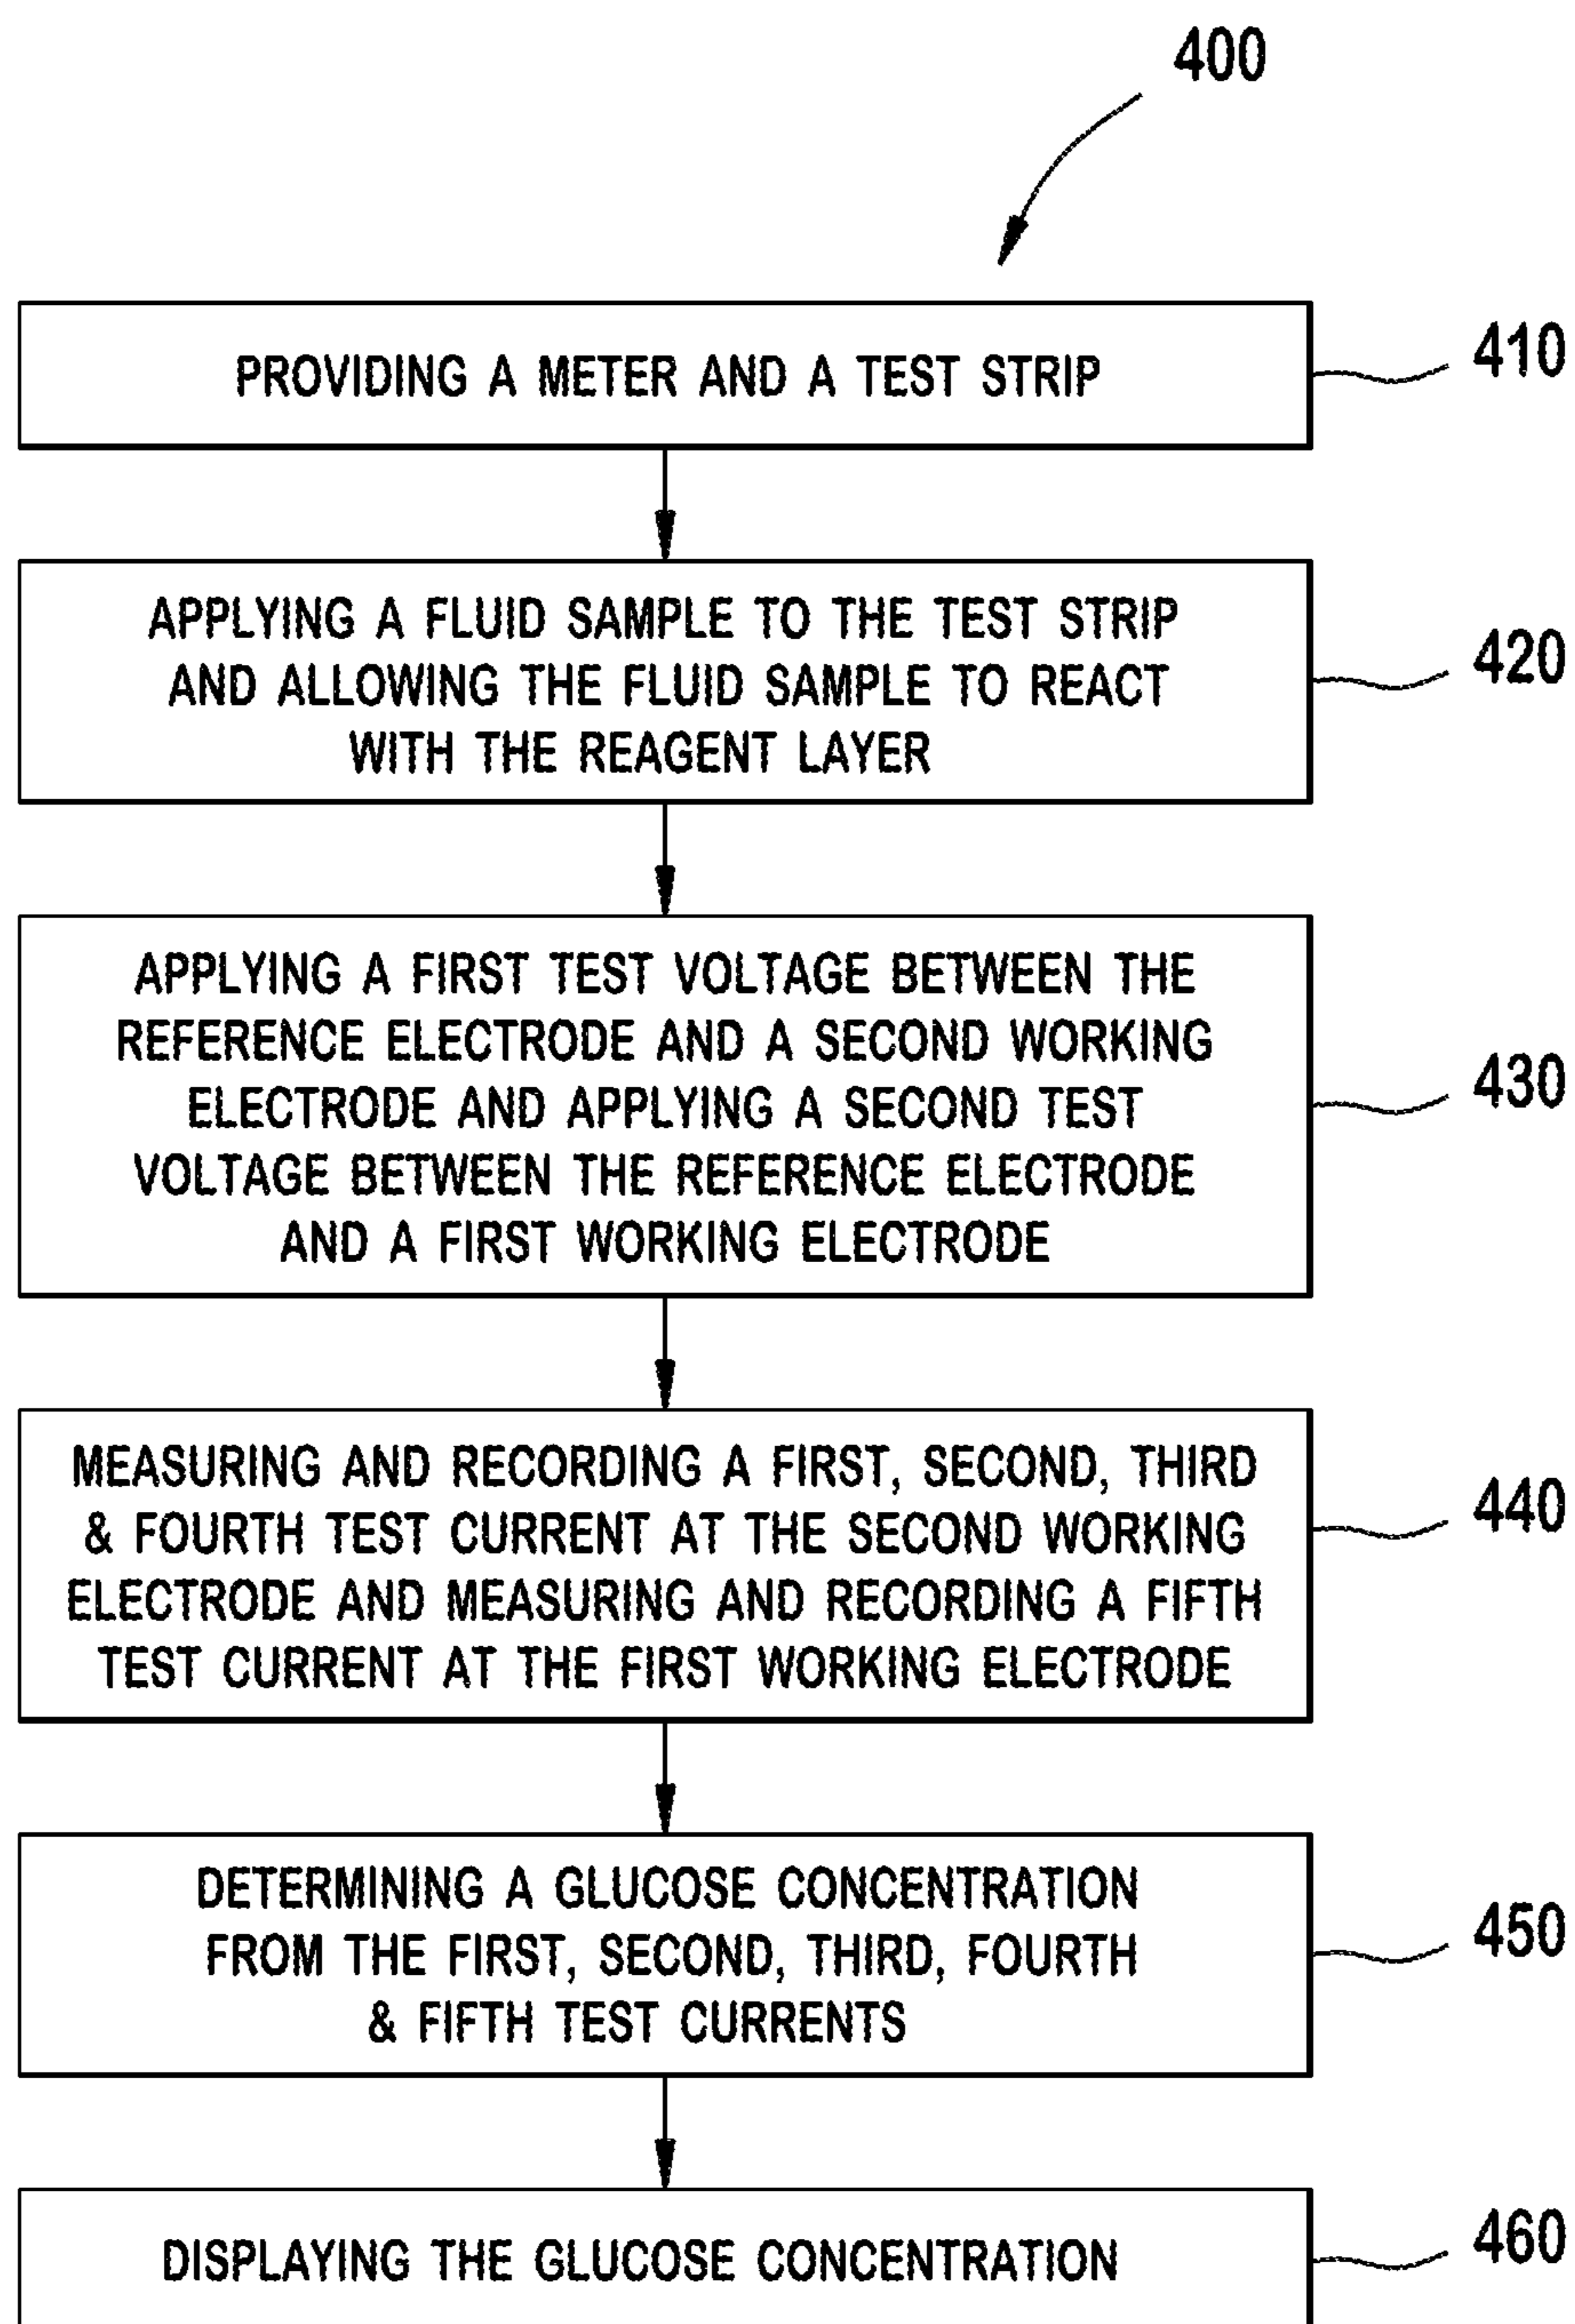 400
PROVIDING A METER AND A TEST STRIP
410
APPLYING A FLUID SAMPLE TO THE TEST STRIP
AND ALLOWING THE FLUID SAMPLE TO REACT
WITH THE REAGENT LAYER
420
APPLYING A FIRST TEST VOLTAGE BETWEEN THE
REFERENCE ELECTRODE AND A SECOND WORKING
ELECTRODE AND APPLYING A SECOND TEST
VOLTAGE BETWEEN THE REFERENCE ELECTRODE
AND A FIRST WORKING ELECTRODE
430
MEASURING AND RECORDING A FIRST, SECOND, THIRD
& FOURTH TEST CURRENT AT THE SECOND WORKING
ELECTRODE AND MEASURING AND RECORDING A FIFTH
TEST CURRENT AT THE FIRST WORKING ELECTRODE
440
DETERMINING A GLUCOSE CONCENTRATION
FROM THE FIRST, SECOND, THIRD, FOURTH
& FIFTH TEST CURRENTS
450
DISPLAYING THE GLUCOSE CONCENTRATION
460